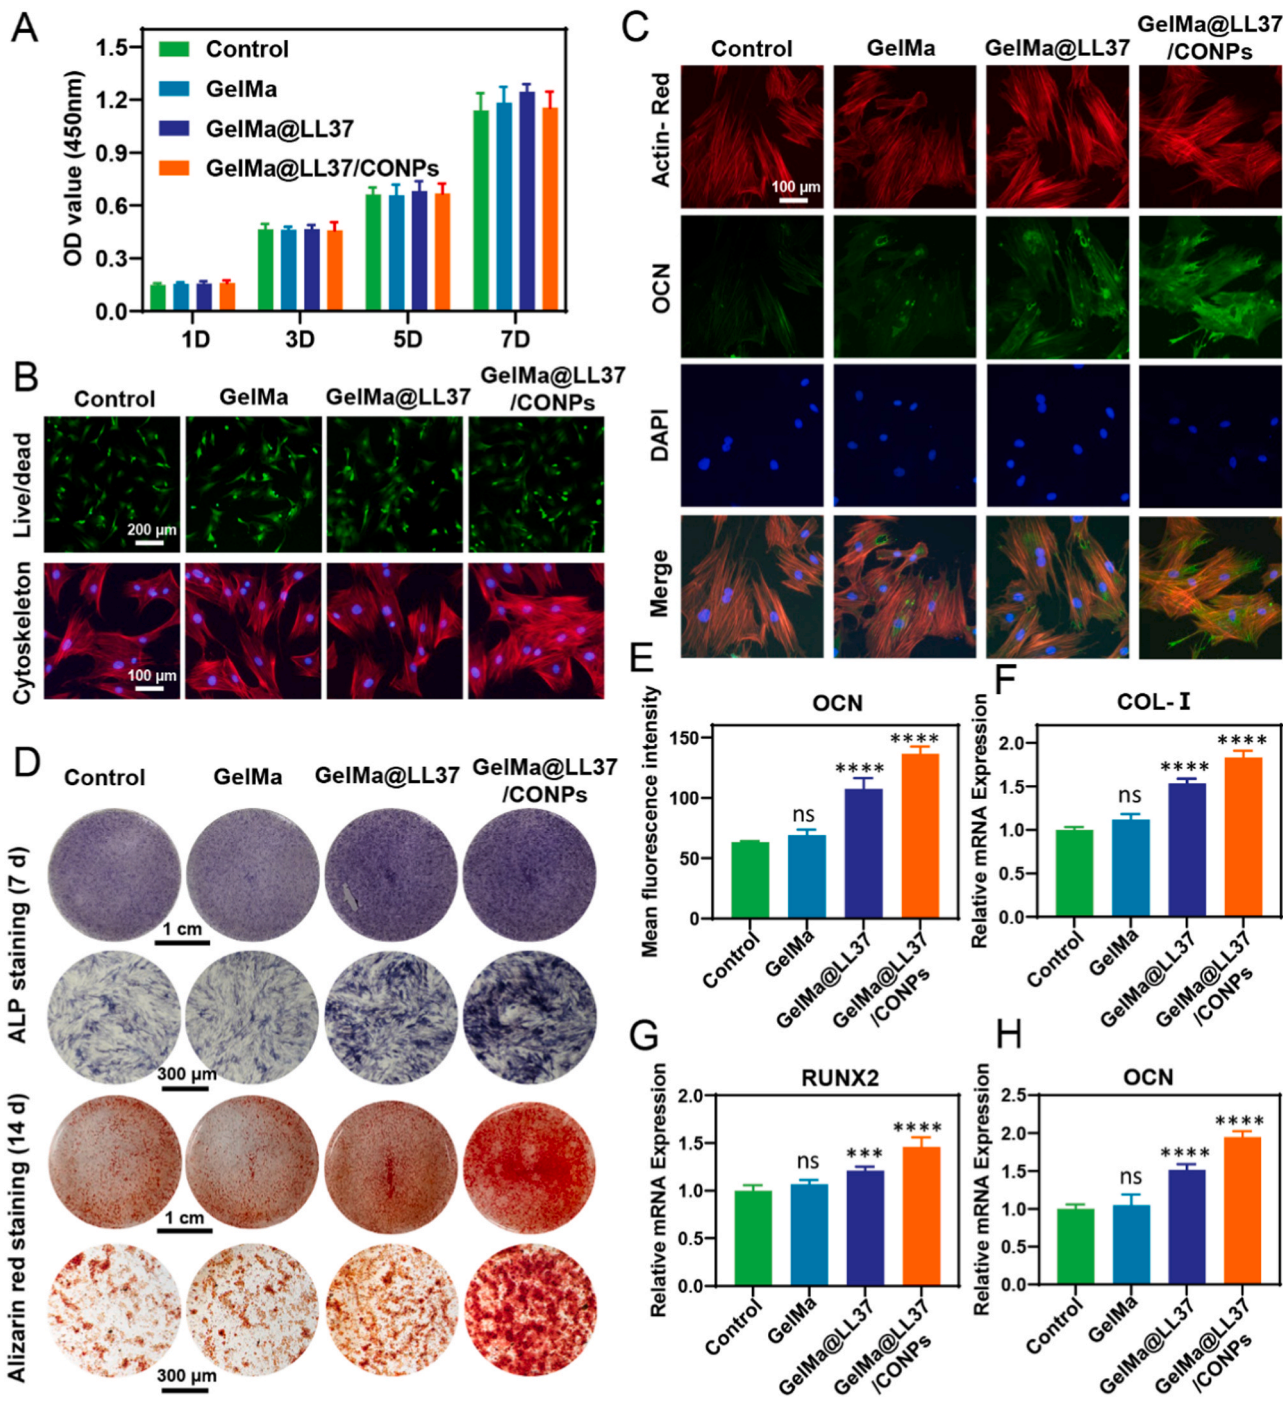 A
OD value (450nm)
1.5
1.2
0.9
0.6
0.3
0.0
Control
GelMa
GelMa@LL37
GelMa@LL37/CONPs
1D
3D
5D
7D
B
Control
GelMa
GelMa@LL37
GelMa@LL37
/CONPs
Live/dead
200 μm
Cytoskeleton
100 μm
C
Control
GelMa
GelMa@LL37
GelMa@LL37
/CONPs
Actin- Red
100 μm
OCN
DAPI
Merge
D
Control
GelMa
GelMa@LL37
GelMa@LL37
/CONPs
ALP staining (7 d)
1 cm
300 μm
Alizarin red staining (14 d)
1 cm
300 μm
E
OCN
Mean fluorescence intensity
150
100
50
0
ns
****
****
Control
GelMa
GelMa@LL37
GelMa@LL37
/CONPs
F
COL-I
Relative mRNA Expression
2.0
1.5
1.0
0.5
0.0
ns
****
****
Control
GelMa
GelMa@LL37
GelMa@LL37
/CONPs
G
RUNX2
Relative mRNA Expression
2.0
1.5
1.0
0.5
0.0
ns
***
****
Control
GelMa
GelMa@LL37
GelMa@LL37
/CONPs
H
OCN
Relative mRNA Expression
2.5
2.0
1.5
1.0
0.5
0.0
ns
****
****
Control
GelMa
GelMa@LL37
GelMa@LL37
/CONPs